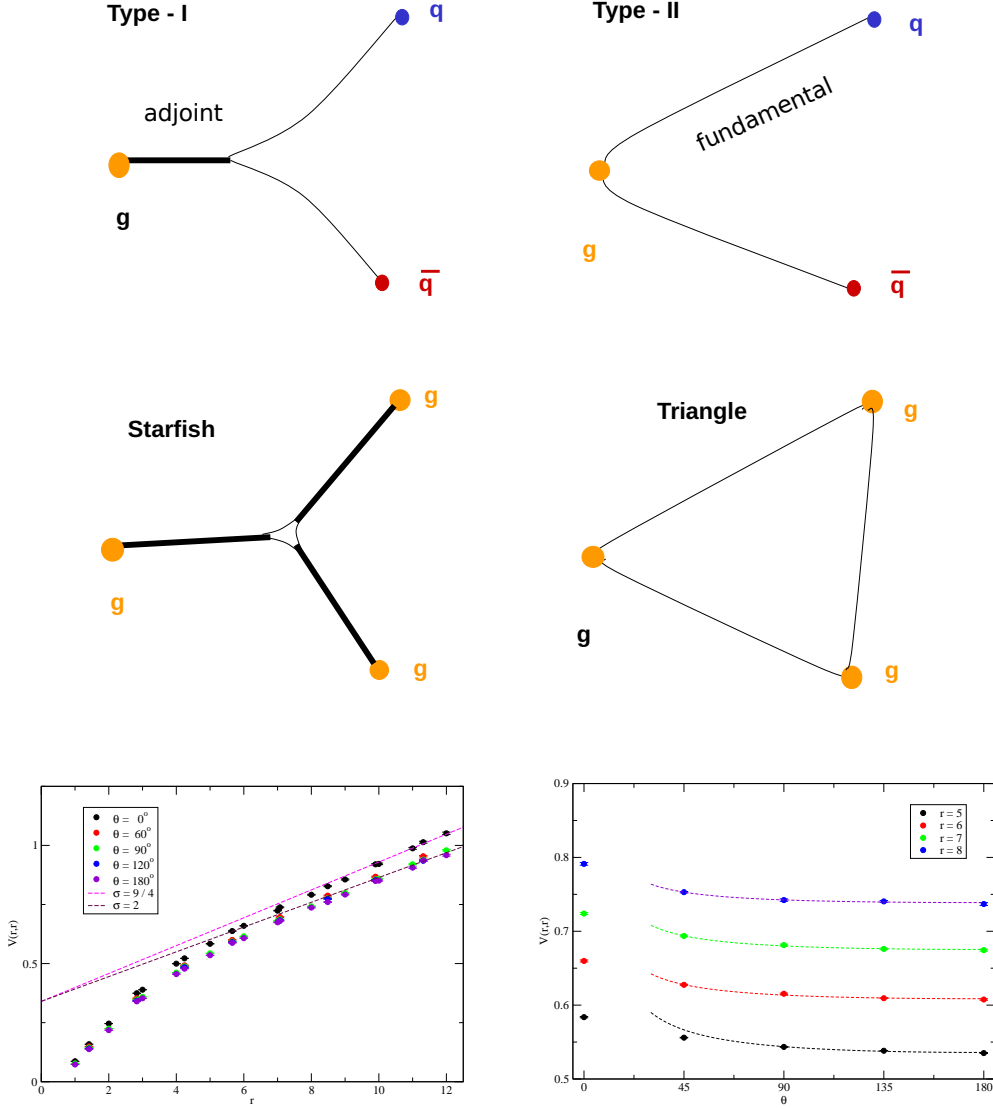 Type - I
q
adjoint
g
q
Type - II
q
fundamental
g
q
Starfish
g
g
g
Triangle
g
g
g
1
0.5
0
V(r,r)
θ = 0°
θ = 60°
θ = 90°
θ = 120°
θ = 180°
σ = 9 / 4
σ = 2
0 2 4 6 8 10 12
r
0.9
0.8
0.7
0.6
0.5
V(r,r)
r = 5
r = 6
r = 7
r = 8
0 45 90 135 180
θ